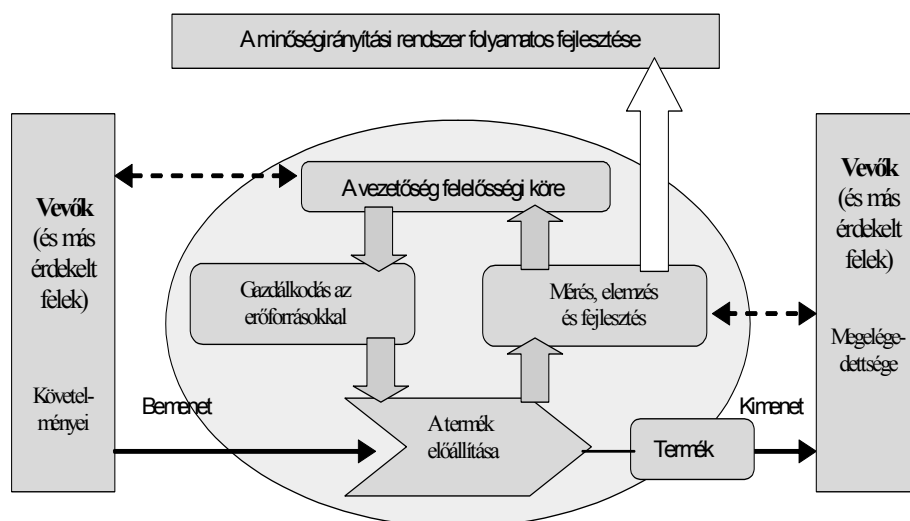 A minőségirányítási rendszer folyamatos fejlesztése
Vevők
(és más
érdekelt
felek)
Követel-
ményei
A vezetőség felelősségi köre
Gazdálkodás az
erőforrásokkal
Mérés, elemzés
és fejlesztés
Bemenet
A termék
előállítása
Termék
Kimenet
Vevők
(és más
érdekelt
felek)
Megelége-
dettsége